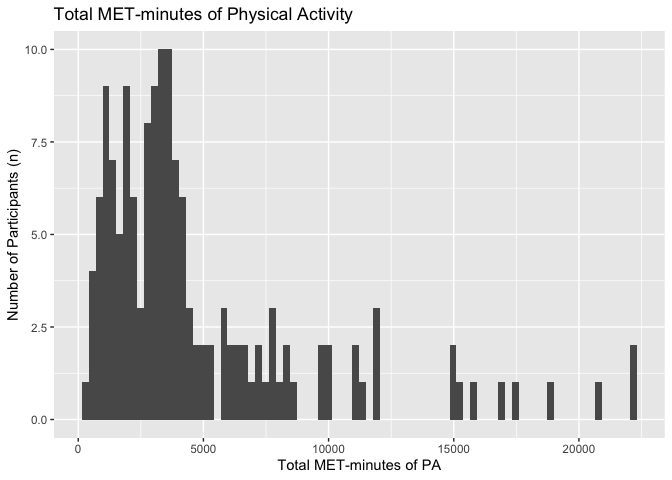 Total MET-minutes of Physical Activity
10.0
7.5
5.0
2.5
0.0
Number of Participants (n)
0 5000 10000 15000 20000
Total MET-minutes of PA